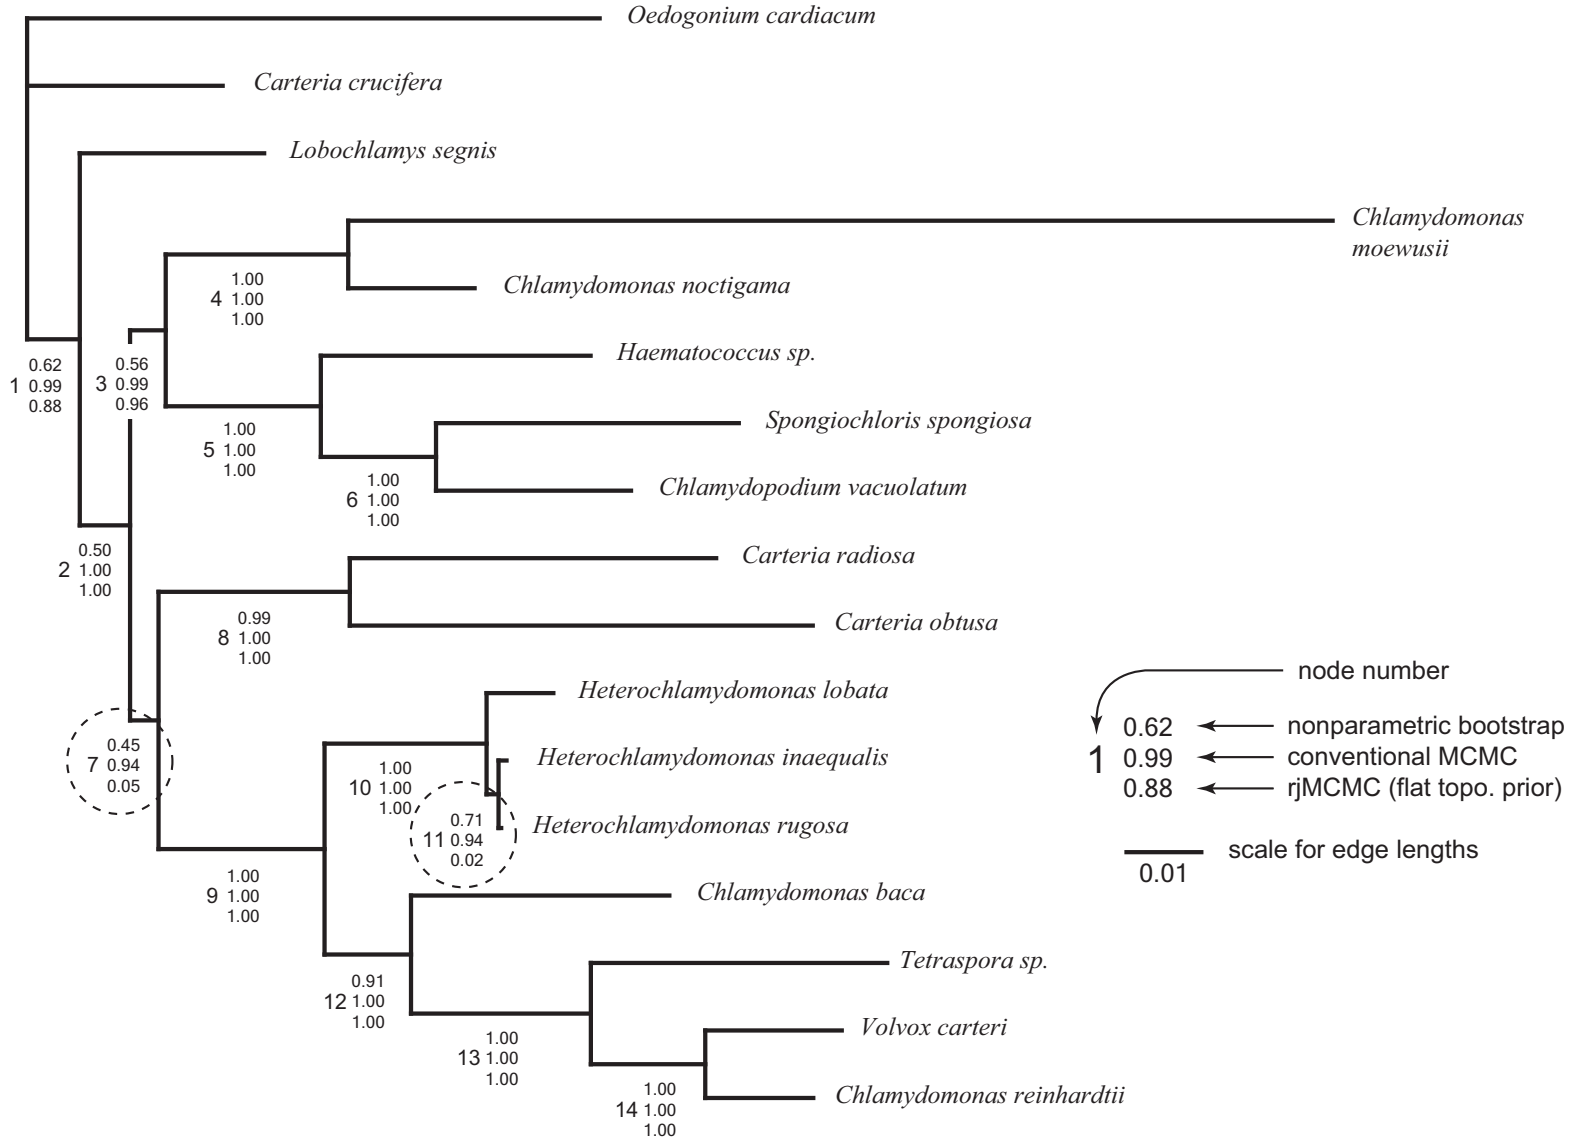 Oedogonium cardiacum
Carteria crucifera
Lobochlamys segnis
Chlamydomonas
moewusii
1.00
4 1.00
1.00
Chlamydomonas noctigama
Haematococcus sp.
0.62
1 0.99
0.88
0.56
3 0.99
0.96
1.00
5 1.00
1.00
Spongiochloris spongiosa
1.00
6 1.00
1.00
Chlamydopodium vacuolatum
0.50
2 1.00
1.00
Carteria radiosa
0.99
8 1.00
1.00
Carteria obtusa
Heterochlamydomonas lobata
0.45
7 0.94
0.05
1.00
10 1.00
1.00
Heterochlamydomonas inaequalis
0.71
11 0.94
0.02
Heterochlamydomonas rugosa
1.00
9 1.00
1.00
Chlamydomonas baca
0.91
12 1.00
1.00
Tetraspora sp.
1.00
13 1.00
1.00
Volvox carteri
1.00
14 1.00
1.00
Chlamydomonas reinhardtii
node number
0.62 nonparametric bootstrap
1 0.99 conventional MCMC
0.88 rjMCMC (flat topo. prior)
scale for edge lengths
0.01